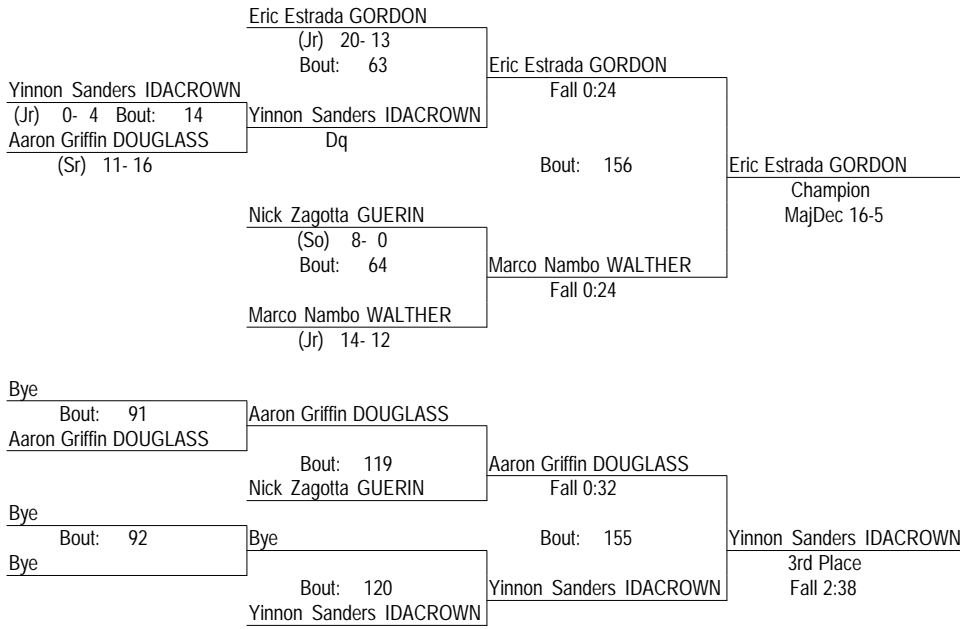 Eric Estrada GORDON
(Jr) 20- 13
Bout: 63
Eric Estrada GORDON
Fall 0:24
Yinnon Sanders IDACROWN
(Jr) 0- 4 Bout: 14
Yinnon Sanders IDACROWN
Dq
Aaron Griffin DOUGLASS
(Sr) 11- 16
Bout: 156
Eric Estrada GORDON
Champion
MajDec 16-5
Nick Zagotta GUERIN
(So) 8- 0
Bout: 64
Marco Nambo WALTHER
Fall 0:24
Marco Nambo WALTHER
(Jr) 14- 12
Bye
Bout: 91
Aaron Griffin DOUGLASS
Aaron Griffin DOUGLASS
Bout: 119
Aaron Griffin DOUGLASS
Nick Zagotta GUERIN
Fall 0:32
Bye
Bout: 92
Bye
Bye
Bout: 155
Yinnon Sanders IDACROWN
3rd Place
Fall 2:38
Bout: 120
Yinnon Sanders IDACROWN
Yinnon Sanders IDACROWN